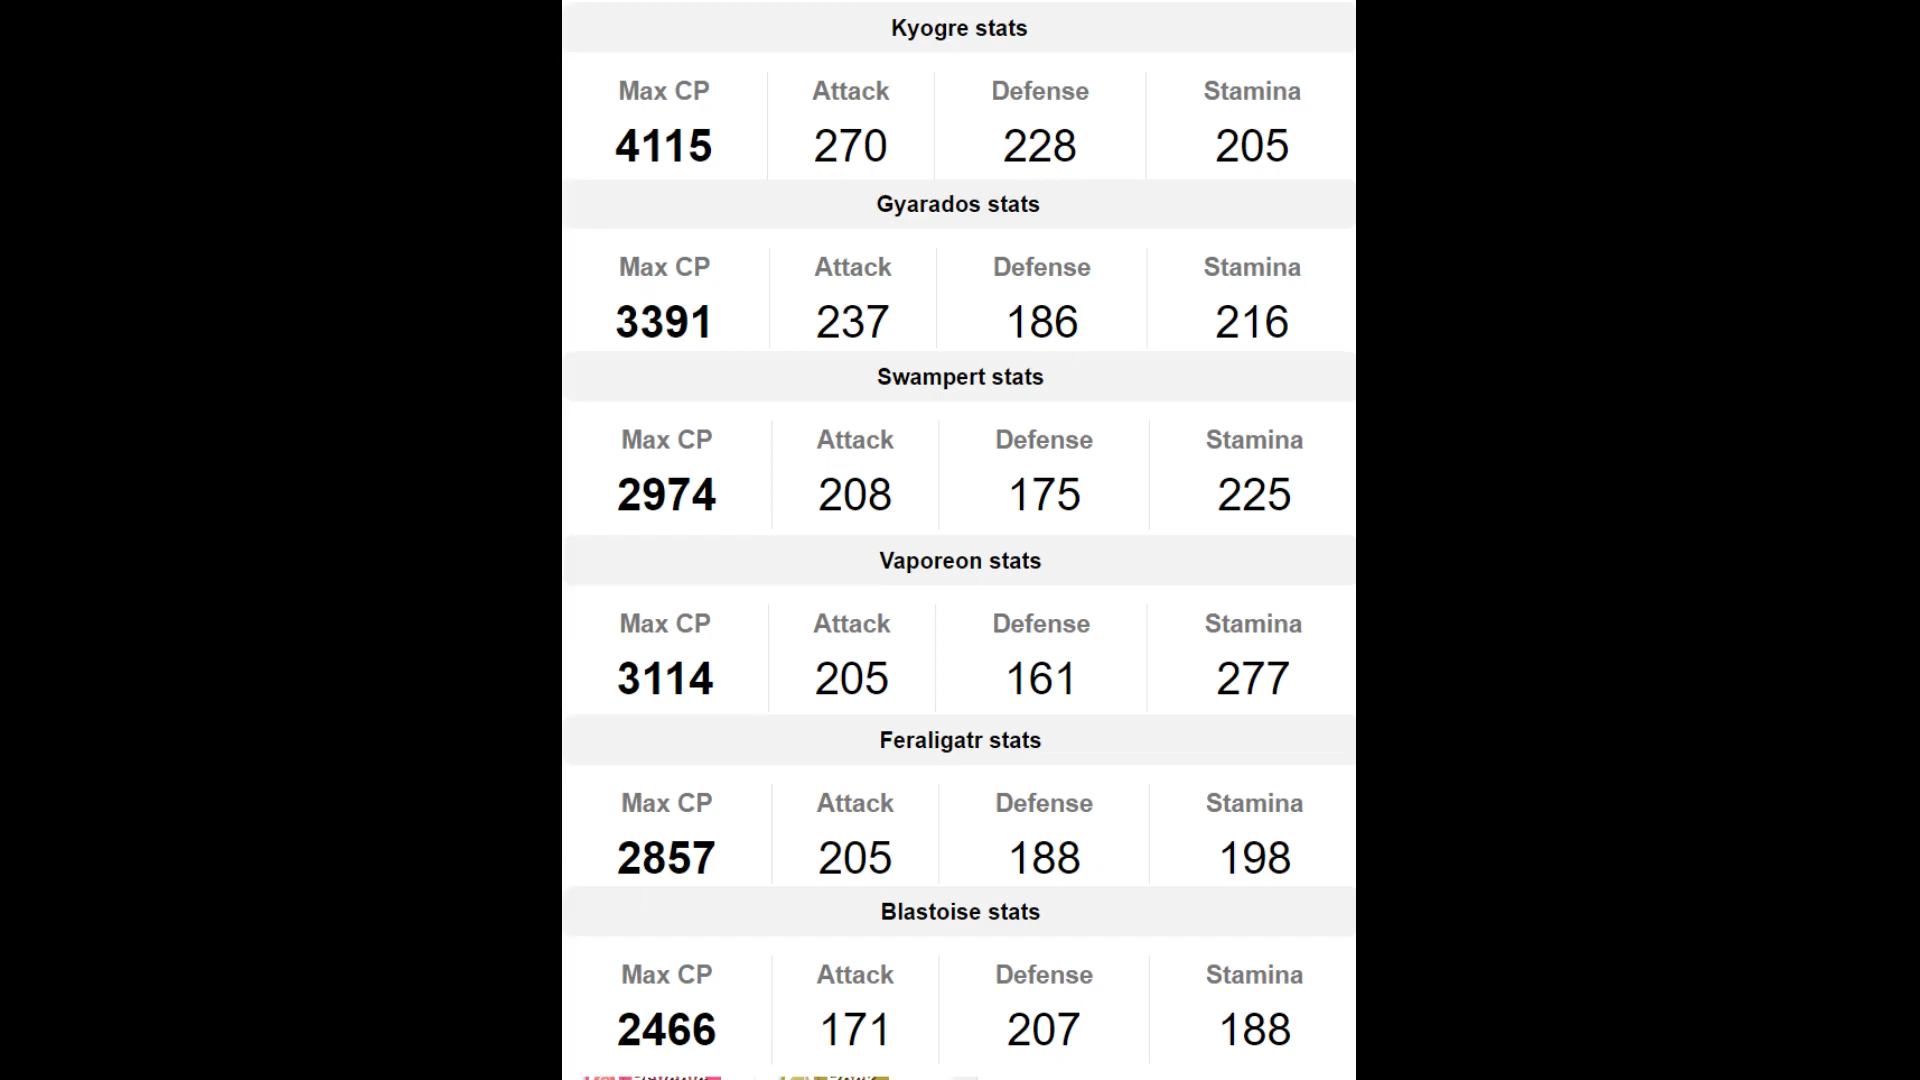 Kyogre stats
Max CP Attack Defense Stamina
4115 270 228 205
Gyarados stats
Max CP Attack Defense Stamina
3391 237 186 216
Swampert stats
Max CP Attack Defense Stamina
2974 208 175 225
Vaporeon stats
Max CP Attack Defense Stamina
3114 205 161 277
Feraligatr stats
Max CP Attack Defense Stamina
2857 205 188 198
Blastoise stats
Max CP Attack Defense Stamina
2466 171 207 188